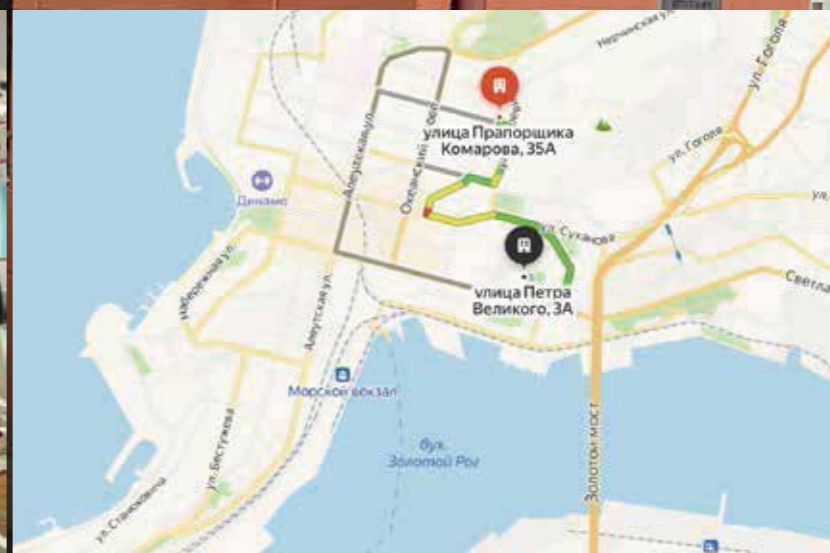 Нерчинская ул.
ул. Гоголя
улица Прапорщика
Комарова, 35А
Алеутская ул.
Океанский
ул. Гоголя
Динамо
ул. Суханова
улица Петра
Великого, 3А
Светла
Набережная ул.
Алеутская ул.
Морской вокзал
бух.
Золотой Рог
Золотой мост
ул. Бестужева
ул. Станюковича